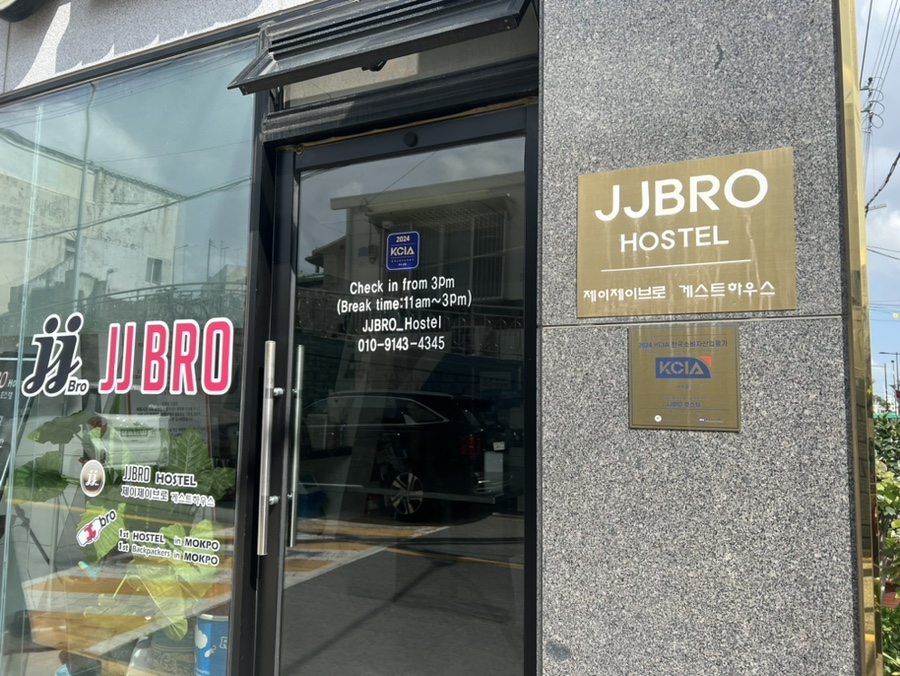 jj
Bro.
JJ BRO
JJBRO HOSTEL
제이제이브로 게스트하우스
bro
1st HOSTEL in MOKPO
1st Backpackers in MOKPO
2024
KCIA
Check in from 3Pm
(Break time:11am~3pm)
JJBRO_Hostel
010-9143-4345
JJBRO
HOSTEL
제이제이브로 게스트하우스
2024 KCIA 한국소비자산업평가
KCIA